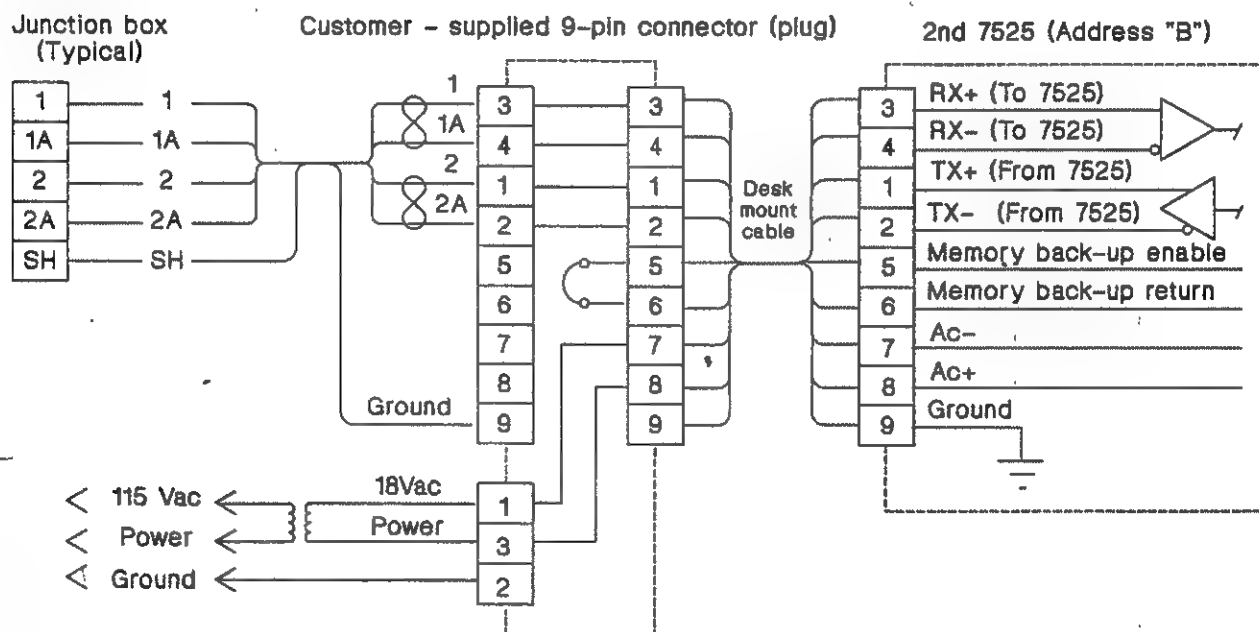 Junction box
(Typical)
Customer - supplied 9-pin connector (plug)
2nd 7525 (Address "B")
1
1A
2
2A
SH
1
1A
2
2A
SH
1
1A
2
2A
Ground
3
4
1
2
5
6
7
8
9
3
4
1
2
5
6
7
8
9
Desk
mount
cable
3
4
1
2
5
6
7
8
9
RX+ (To 7525)
RX- (To 7525)
TX+ (From 7525)
TX- (From 7525)
Memory back-up enable
Memory back-up return
Ac-
Ac+
Ground
115 Vac
Power
Ground
18Vac
Power
1
3
2